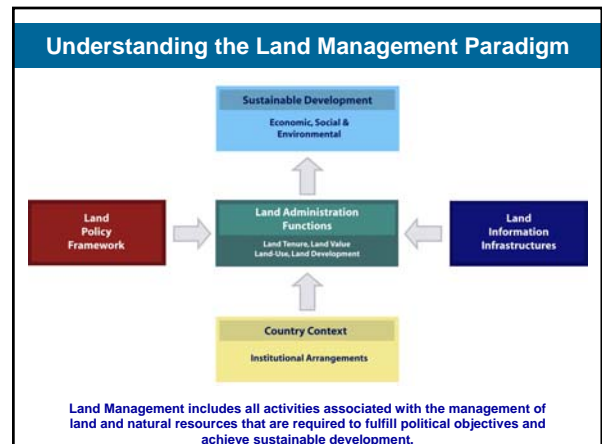 Understanding the Land Management Paradigm
Sustainable Development
Economic, Social &
Environmental
Land
Policy
Framework
Land Administration
Functions
Land Tenure, Land Value
Land-Use, Land Development
Land
Information
Infrastructures
Country Context
Institutional Arrangements
Land Management includes all activities associated with the management of
land and natural resources that are required to fulfill political objectives and
achieve sustainable development.